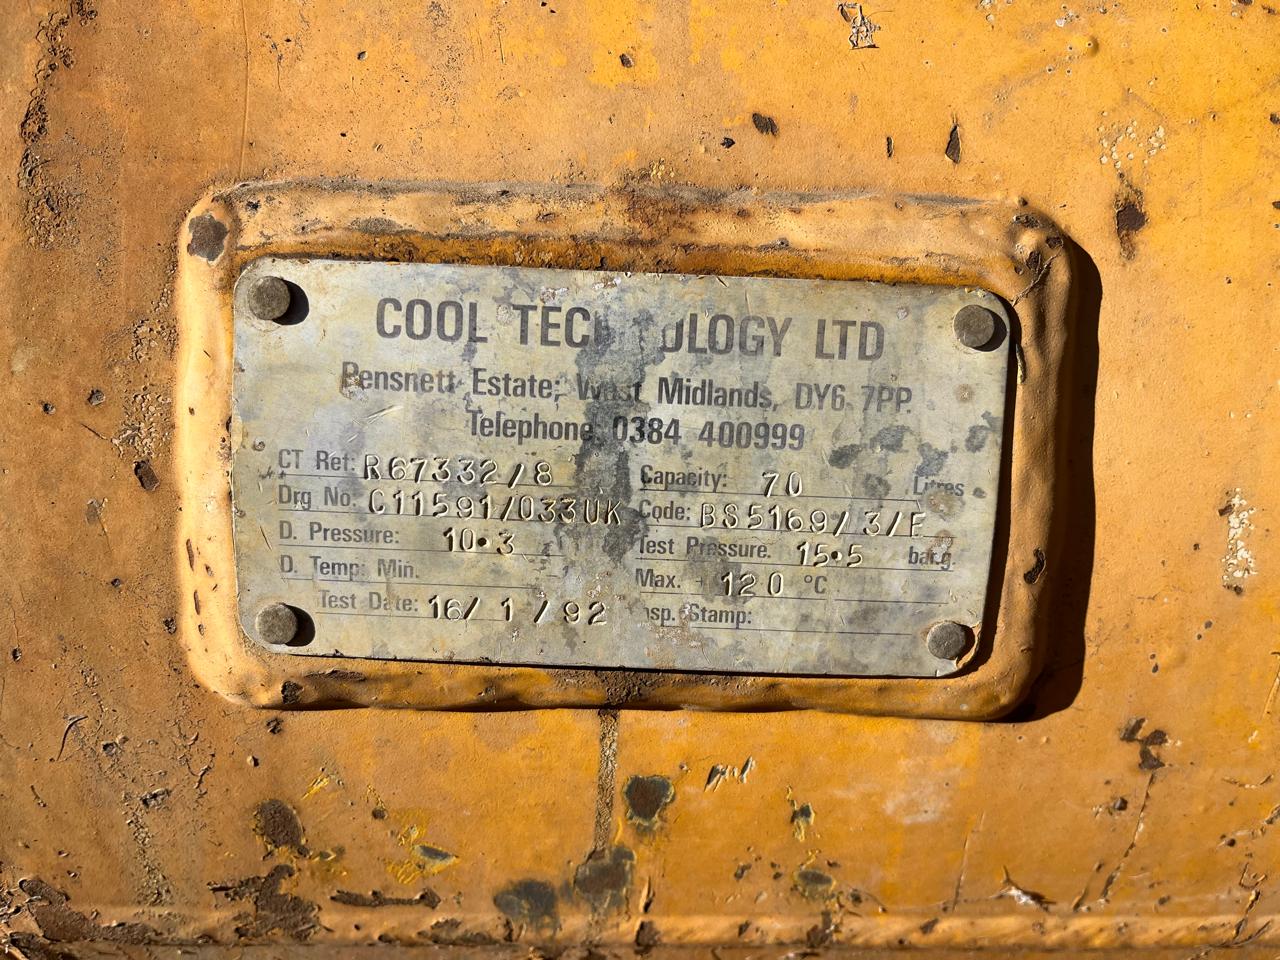 COOL TECHNOLOGY LTD
Pensnett Estate; West Midlands, DY6 7PP.
Telephone 0384 400999
CT Ref: R67332/8 Capacity: 70 Litres
Drg No: C11591/033UK Code: BS5169/3/E
D. Pressure: 10.3 Test Pressure. 15.5 bar.g.
D. Temp: Min. Max. 120 °C
Test Date: 16/1/92 Insp. Stamp: